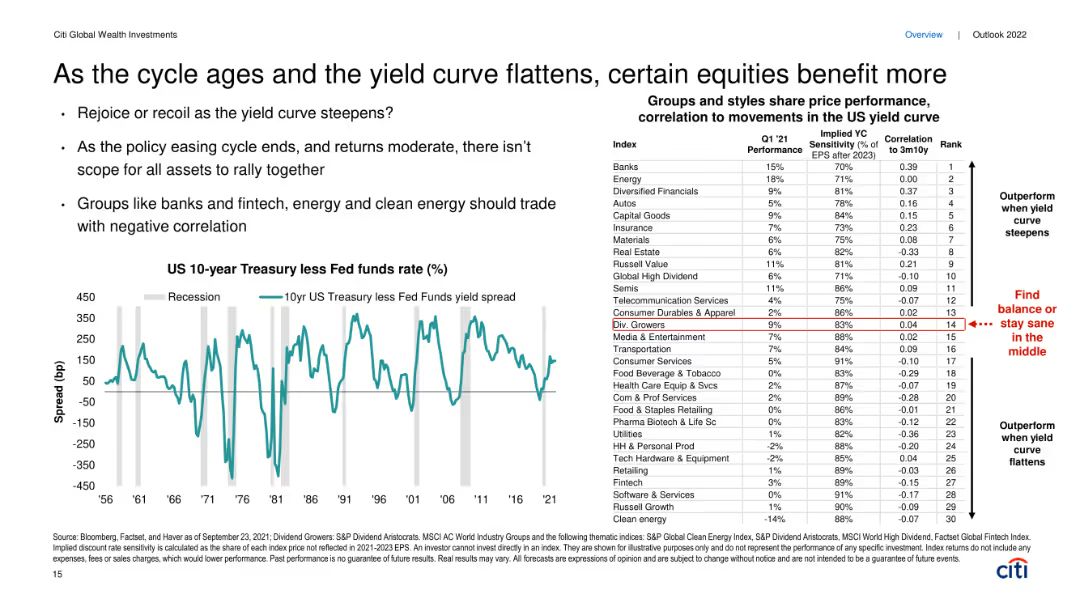 Citi Global Wealth Investments
Overview | Outlook 2022
As the cycle ages and the yield curve flattens, certain equities benefit more
• Rejoice or recoil as the yield curve steepens?
• As the policy easing cycle ends, and returns moderate, there isn't
scope for all assets to rally together
• Groups like banks and fintech, energy and clean energy should trade
with negative correlation
US 10-year Treasury less Fed funds rate (%)
Recession
10yr US Treasury less Fed Funds yield spread
Spread (bp)
450
350
250
150
50
-50
-150
-250
-350
-450
'56 '61 '66 '71 '76 '81 '86 '91 '96 '01 '06 '11 '16 '21
Groups and styles share price performance,
correlation to movements in the US yield curve
Index | Q1 '21 Performance | Implied YC Sensitivity (% of EPS after 2023) | Correlation to 3m10y | Rank
Banks 15% 70% 0.39 1
Energy 18% 71% 0.00 2
Diversified Financials 9% 81% 0.37 3
Autos 5% 78% 0.16 4
Capital Goods 9% 84% 0.15 5
Insurance 7% 73% 0.23 6
Materials 6% 75% 0.08 7
Real Estate 6% 82% -0.33 8
Russell Value 11% 81% 0.21 9
Global High Dividend 6% 71% -0.10 10
Semis 11% 86% 0.09 11
Telecommunication Services 4% 75% -0.07 12
Consumer Durables & Apparel 2% 86% 0.02 13
Div. Growers 9% 83% 0.04 14
Media & Entertainment 7% 88% 0.02 15
Transportation 7% 84% 0.09 16
Consumer Services 5% 91% -0.10 17
Food Beverage & Tobacco 0% 83% -0.29 18
Health Care Equip & Svcs 2% 87% -0.07 19
Com & Prof Services 2% 89% -0.28 20
Food & Staples Retailing 0% 86% -0.01 21
Pharma Biotech & Life Sc 0% 83% -0.12 22
Utilities 1% 82% -0.36 23
HH & Personal Prod -2% 88% -0.20 24
Tech Hardware & Equipment -2% 85% 0.04 25
Retailing 1% 89% -0.03 26
Fintech 3% 89% -0.15 27
Software & Services 0% 91% -0.17 28
Russell Growth 1% 90% -0.09 29
Clean energy -14% 88% -0.07 30
Outperform
when yield
curve
steepens
Find
balance or
stay sane
in the
middle
Outperform
when yield
curve
flattens
Source: Bloomberg, Factset, and Haver as of September 23, 2021; Dividend Growers: S&P Dividend Aristocrats. MSCI AC World Industry Groups and the following thematic indices: S&P Global Clean Energy Index, S&P Dividend Aristocrats, MSCI World High Dividend, Factset Global Fintech Index.
Implied discount rate sensitivity is calculated as the share of each index price not reflected in 2021-2023 EPS. An investor cannot invest directly in an index. They are shown for illustrative purposes only and do not represent the performance of any specific investment. Index returns do not include any
expenses, fees or sales charges, which would lower performance. Past performance is no guarantee of future results. Real results may vary. All forecasts are expressions of opinion and are subject to change without notice and are not intended to be a guarantee of future events.
15
citi